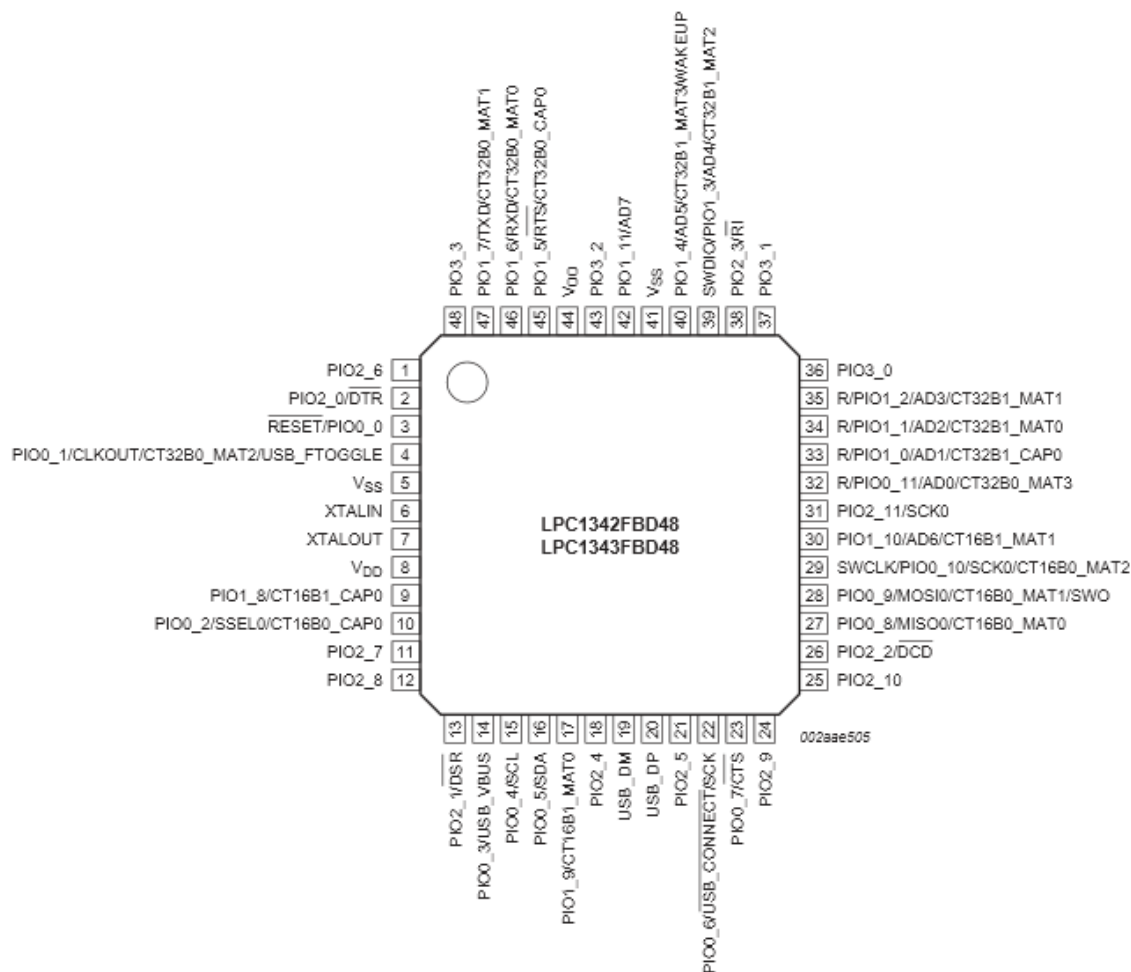 PIO3_3
PIO1_7/TXD/CT32B0_MAT1
PIO1_6/RXD/CT32B0_MAT0
PIO1_5/RTS/CT32B0_CAP0
VDD
PIO3_2
PIO1_11/AD7
VSS
PIO1_4/AD5/CT32B1_MAT3/WAKEUP
SWDIO/PIO1_3/AD4/CT32B1_MAT2
PIO2_3/RI
PIO3_1
48 47 46 45 44 43 42 41 40 39 38 37
PIO2_6 1
PIO2_0/DTR 2
RESET/PIO0_0 3
PIO0_1/CLKOUT/CT32B0_MAT2/USB_FTOGGLE 4
VSS 5
XTALIN 6
XTALOUT 7
VDD 8
PIO1_8/CT16B1_CAP0 9
PIO0_2/SSEL0/CT16B0_CAP0 10
PIO2_7 11
PIO2_8 12
LPC1342FBD48
LPC1343FBD48
36 PIO3_0
35 R/PIO1_2/AD3/CT32B1_MAT1
34 R/PIO1_1/AD2/CT32B1_MAT0
33 R/PIO1_0/AD1/CT32B1_CAP0
32 R/PIO0_11/AD0/CT32B0_MAT3
31 PIO2_11/SCK0
30 PIO1_10/AD6/CT16B1_MAT1
29 SWCLK/PIO0_10/SCK0/CT16B0_MAT2
28 PIO0_9/MOSI0/CT16B0_MAT1/SWO
27 PIO0_8/MISO0/CT16B0_MAT0
26 PIO2_2/DCD
25 PIO2_10
13 14 15 16 17 18 19 20 21 22 23 24
PIO2_1/DSR
PIO0_3/USB_VBUS
PIO0_4/SCL
PIO0_5/SDA
PIO1_9/CT16B1_MAT0
PIO2_4
USB_DM
USB_DP
PIO2_5
PIO0_6/USB_CONNECT/SCK
PIO0_7/CTS
PIO2_9
002aae505